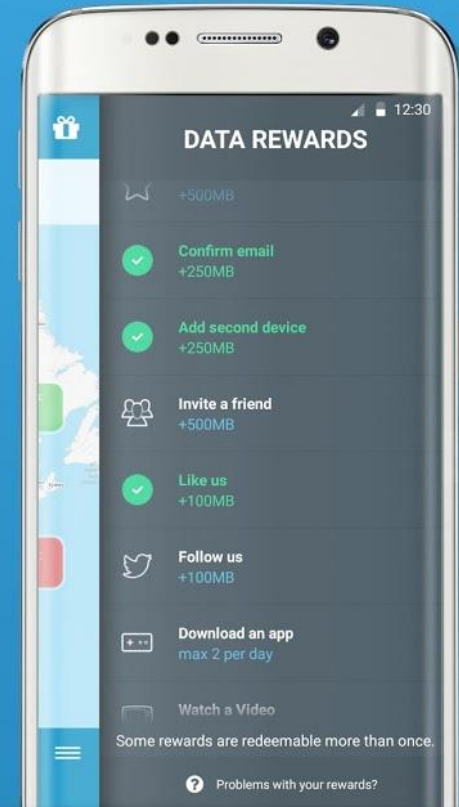 12:30
DATA REWARDS
+500MB
Confirm email
+250MB
Add second device
+250MB
Invite a friend
+500MB
Like us
+100MB
Follow us
+100MB
Download an app
max 2 per day
Watch a Video
Some rewards are redeemable more than once.
? Problems with your rewards?